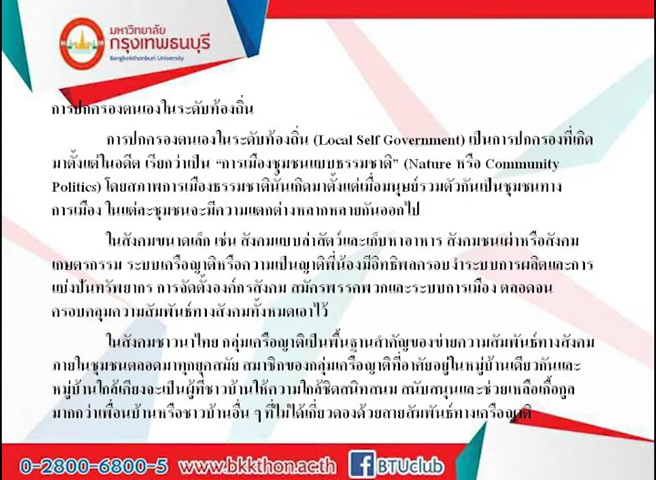 มหาวิทยาลัย
กรุงเทพธนบุรี
Bangkokthonburi University
การปกครองตนเองในระดับท้องถิ่น
การปกครองตนเองในระดับท้องถิ่น (Local Self Government) เป็นการปกครองที่เกิด
มาตั้งแต่ในอดีต เรียกว่าเป็น “การเมืองชุมชนแบบธรรมชาติ” (Nature หรือ Community
Politics) โดยสภาพการเมืองธรรมชาตินั้นเกิดมาตั้งแต่เมื่อมนุษย์รวมตัวกันเป็นชุมชนทาง
การเมือง ในแต่ละชุมชนจะมีความแตกต่างหลากหลายกันออกไป
ในสังคมขนาดเล็ก เช่น สังคมแบบล่าสัตว์และเก็บหาอาหาร สังคมชนเผ่าหรือสังคม
เกษตรกรรม ระบบเครือญาติหรือความเป็นญาติพี่น้องมีอิทธิพลครอบงำระบบการผลิตและการ
แบ่งปันทรัพยากร การจัดตั้งองค์กรสังคม สมัครพรรคพวกและระบบการเมือง ตลอดจน
ครอบคลุมความสัมพันธ์ทางสังคมทั้งหมดเอาไว้
ในสังคมชาวนาไทย กลุ่มเครือญาติเป็นพื้นฐานสำคัญของข่ายความสัมพันธ์ทางสังคม
ภายในชุมชนตลอดมาทุกยุคสมัย สมาชิกของกลุ่มเครือญาติที่อาศัยอยู่ในหมู่บ้านเดียวกันและ
หมู่บ้านใกล้เคียงจะเป็นผู้ที่ชาวบ้านให้ความใกล้ชิดสนิทสนม สนับสนุนและช่วยเหลือเกื้อกูล
มากกว่าเพื่อนบ้านหรือชาวบ้านอื่น ๆ ที่ไม่ได้เกี่ยวดองด้วยสายสัมพันธ์ทางเครือญาติ
0-2800-6800-5 www.bkkthon.ac.th f BTUclub